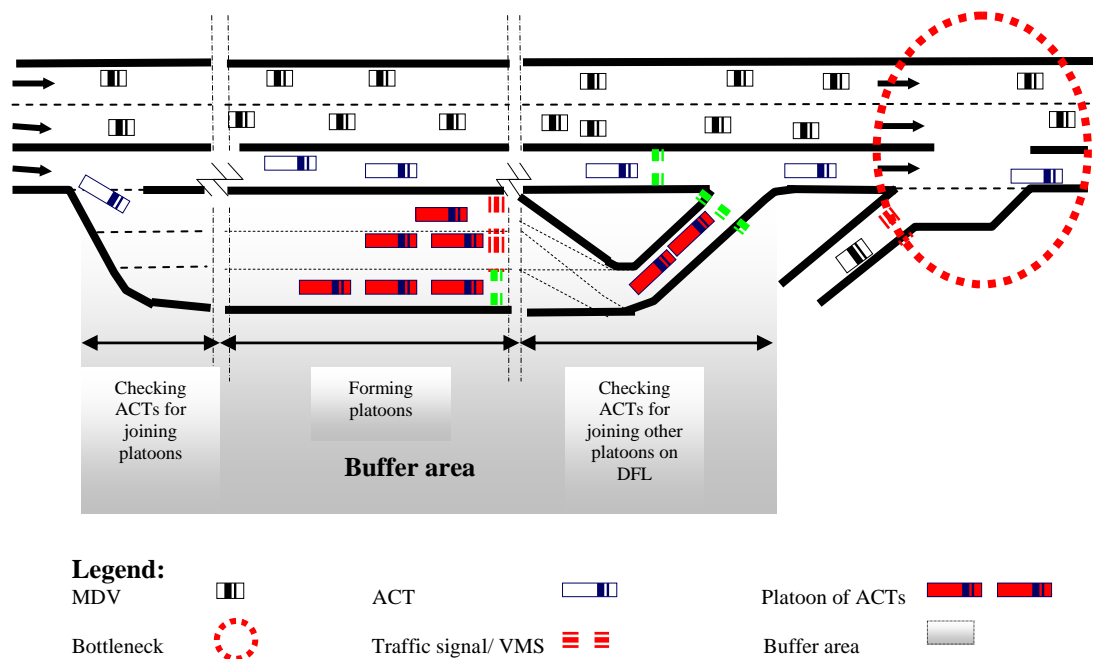 Checking
ACTs for
joining
platoons
Forming
platoons
Checking
ACTs for
joining other
platoons on
DFL
Buffer area
Legend:
MDV
ACT
Platoon of ACTs
Bottleneck
Traffic signal/ VMS
Buffer area